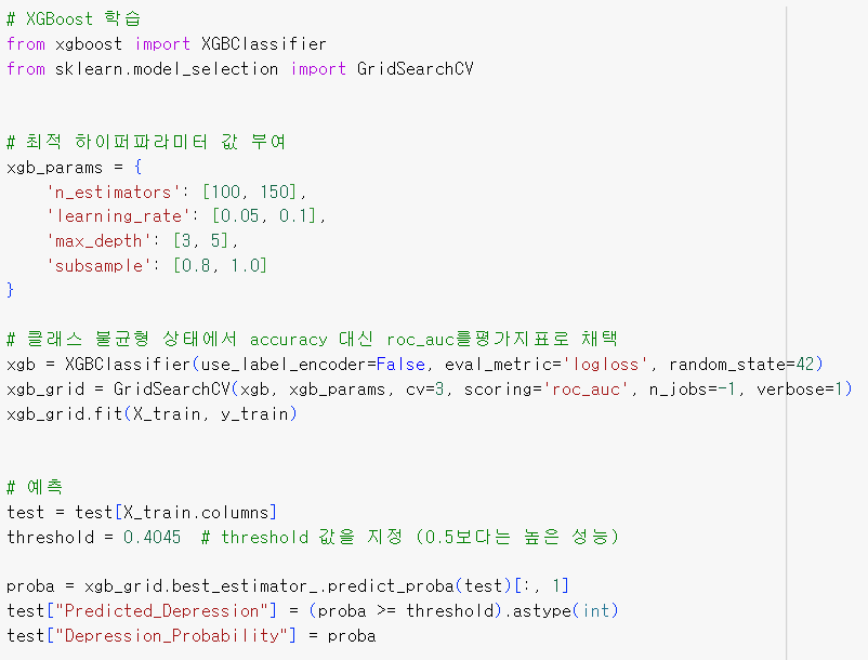 # XGBoost 학습
from xgboost import XGBClassifier
from sklearn.model_selection import GridSearchCV
# 최적 하이퍼파라미터 값 부여
xgb_params = {
    'n_estimators': [100, 150],
    'learning_rate': [0.05, 0.1],
    'max_depth': [3, 5],
    'subsample': [0.8, 1.0]
}
# 클래스 불균형 상태에서 accuracy 대신 roc_auc를평가지표로 채택
xgb = XGBClassifier(use_label_encoder=False, eval_metric='logloss', random_state=42)
xgb_grid = GridSearchCV(xgb, xgb_params, cv=3, scoring='roc_auc', n_jobs=-1, verbose=1)
xgb_grid.fit(X_train, y_train)
# 예측
test = test[X_train.columns]
threshold = 0.4045  # threshold 값을 지정 (0.5보다는 높은 성능)
proba = xgb_grid.best_estimator_.predict_proba(test)[:, 1]
test["Predicted_Depression"] = (proba >= threshold).astype(int)
test["Depression_Probability"] = proba